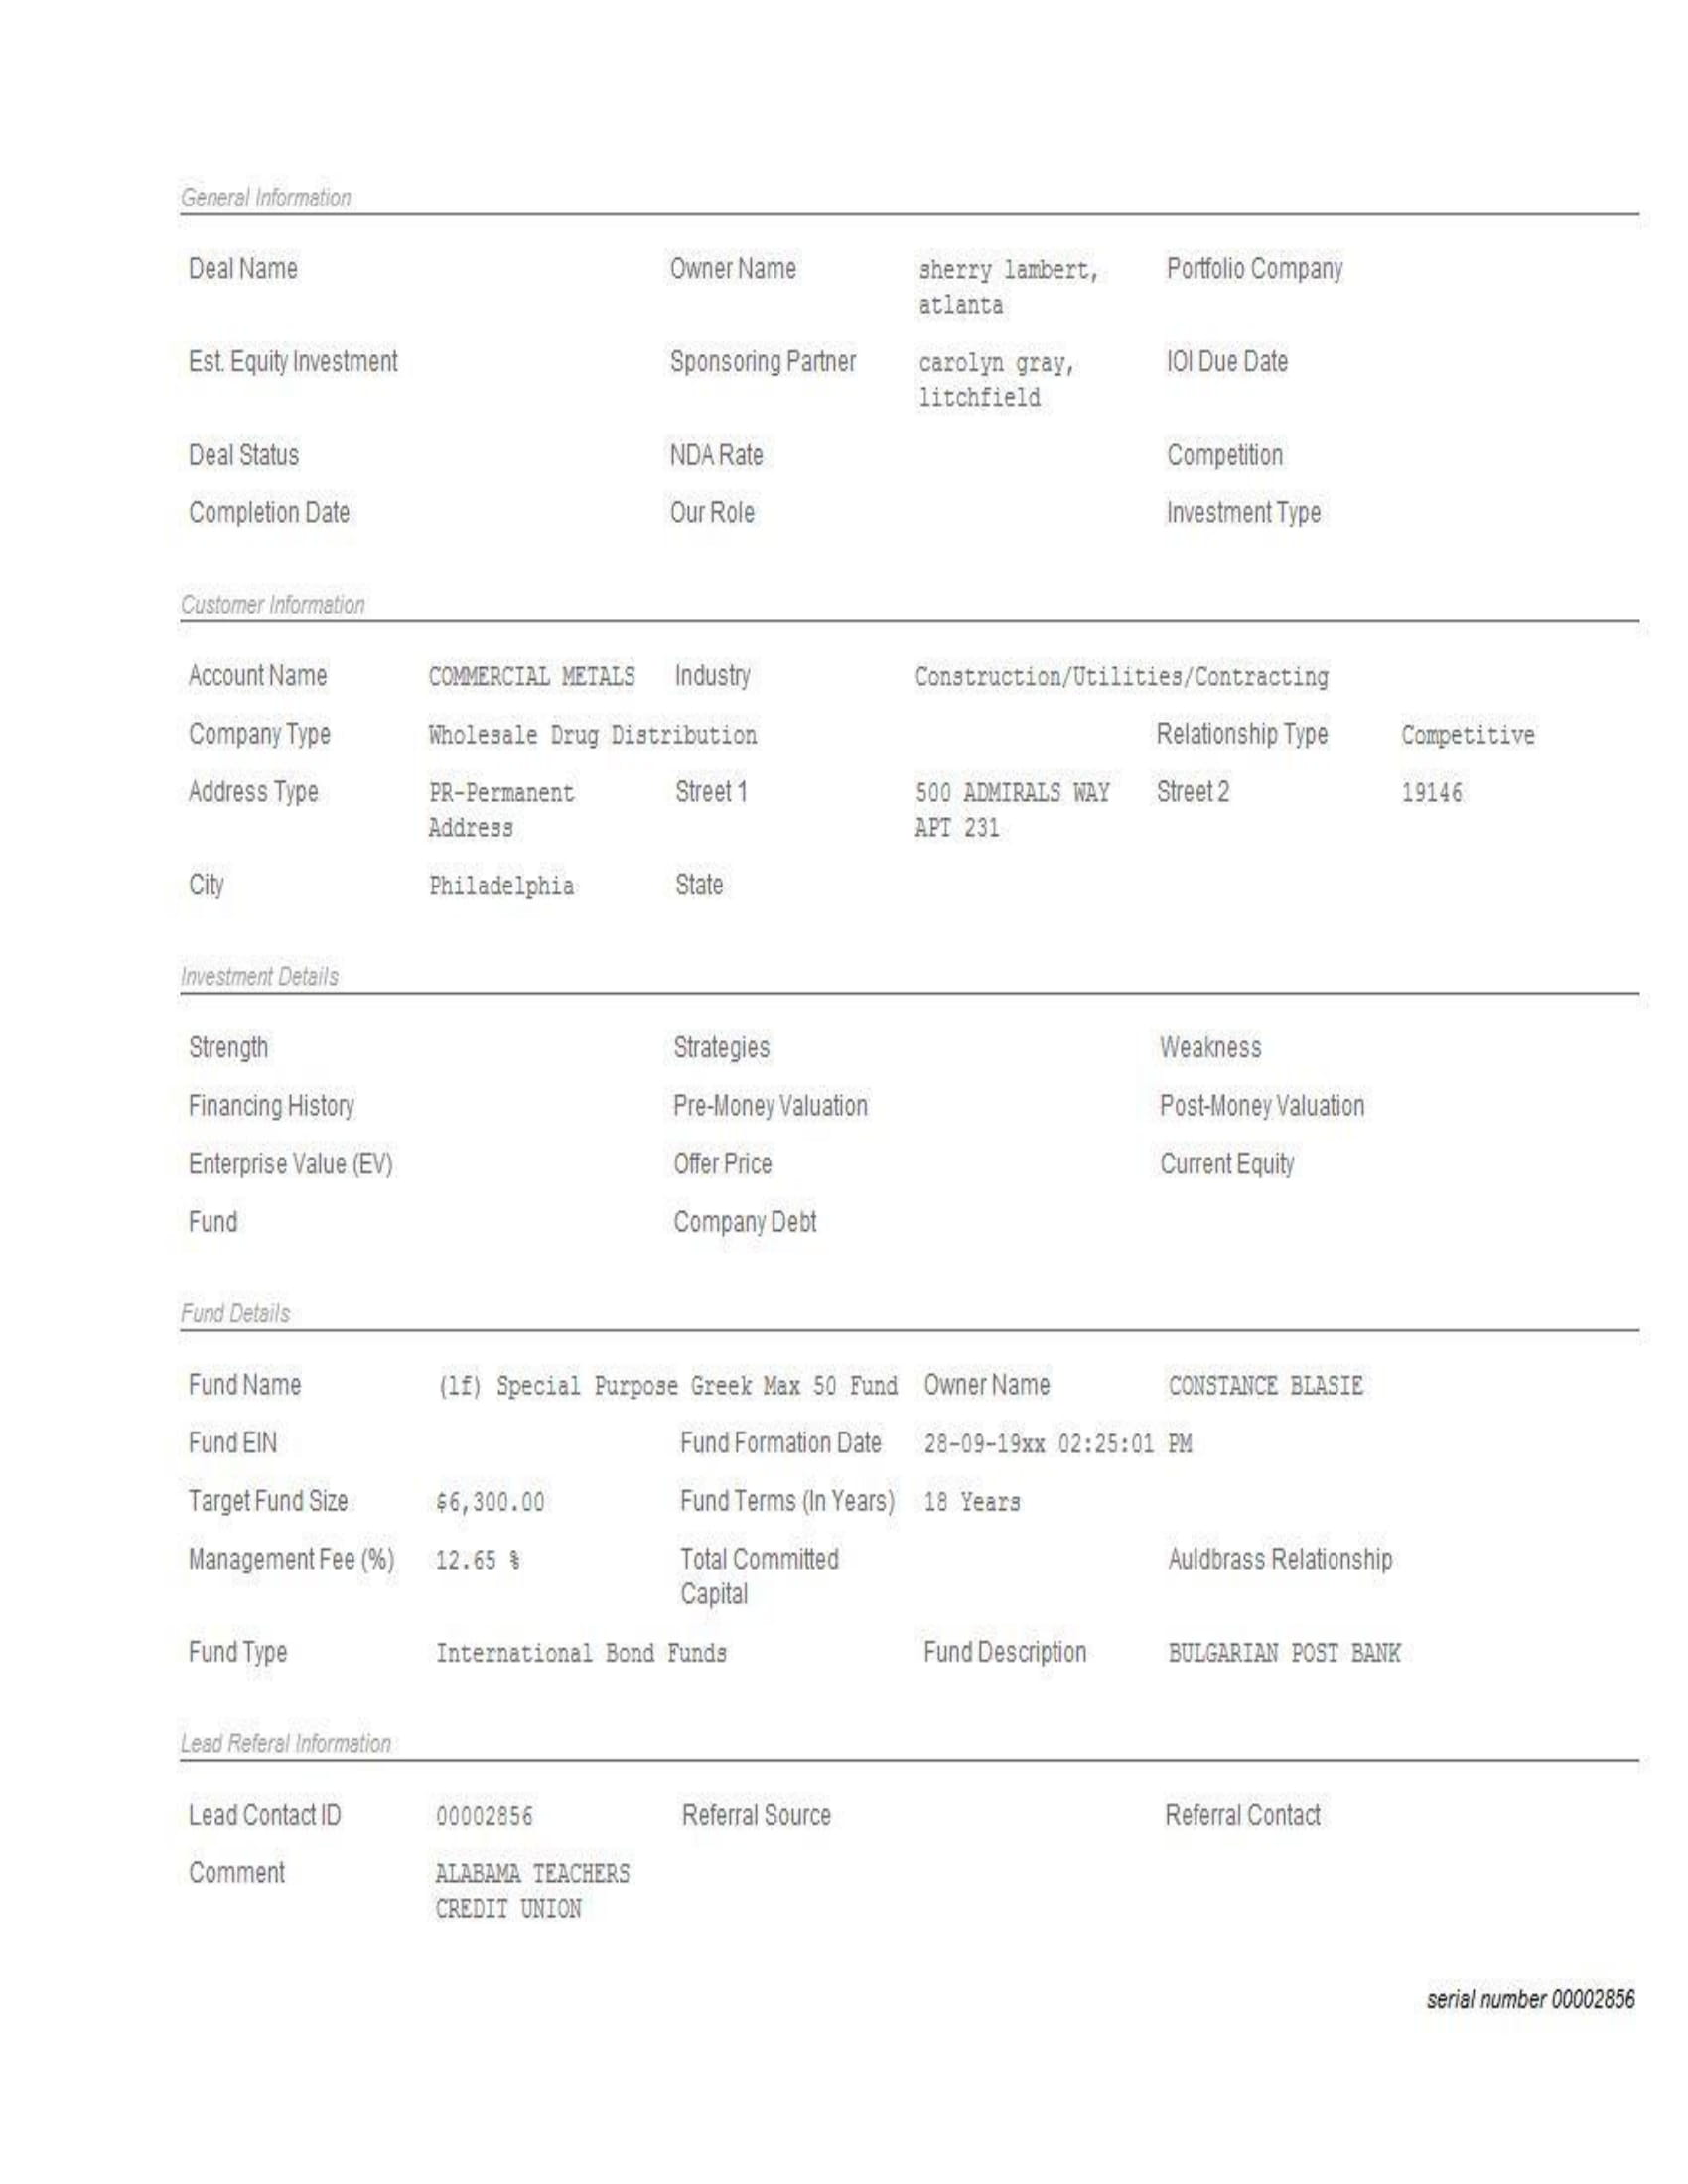 General Information
Deal Name Owner Name sherry lambert, Portfolio Company
atlanta
Est. Equity Investment Sponsoring Partner carolyn gray, IOI Due Date
litchfield
Deal Status NDA Rate Competition
Completion Date Our Role Investment Type
Customer Information
Account Name COMMERCIAL METALS Industry Construction/Utilities/Contracting
Company Type Wholesale Drug Distribution Relationship Type Competitive
Address Type PR-Permanent Street 1 500 ADMIRALS WAY Street 2 19146
Address APT 231
City Philadelphia State
Investment Details
Strength Strategies Weakness
Financing History Pre-Money Valuation Post-Money Valuation
Enterprise Value (EV) Offer Price Current Equity
Fund Company Debt
Fund Details
Fund Name (lf) Special Purpose Greek Max 50 Fund Owner Name CONSTANCE BLASIE
Fund EIN Fund Formation Date 28-09-19xx 02:25:01 PM
Target Fund Size $6,300.00 Fund Terms (In Years) 18 Years
Management Fee (%) 12.65 % Total Committed Auldbrass Relationship
Capital
Fund Type International Bond Funds Fund Description BULGARIAN POST BANK
Lead Referal Information
Lead Contact ID 00002856 Referral Source Referral Contact
Comment ALABAMA TEACHERS
CREDIT UNION
serial number 00002856